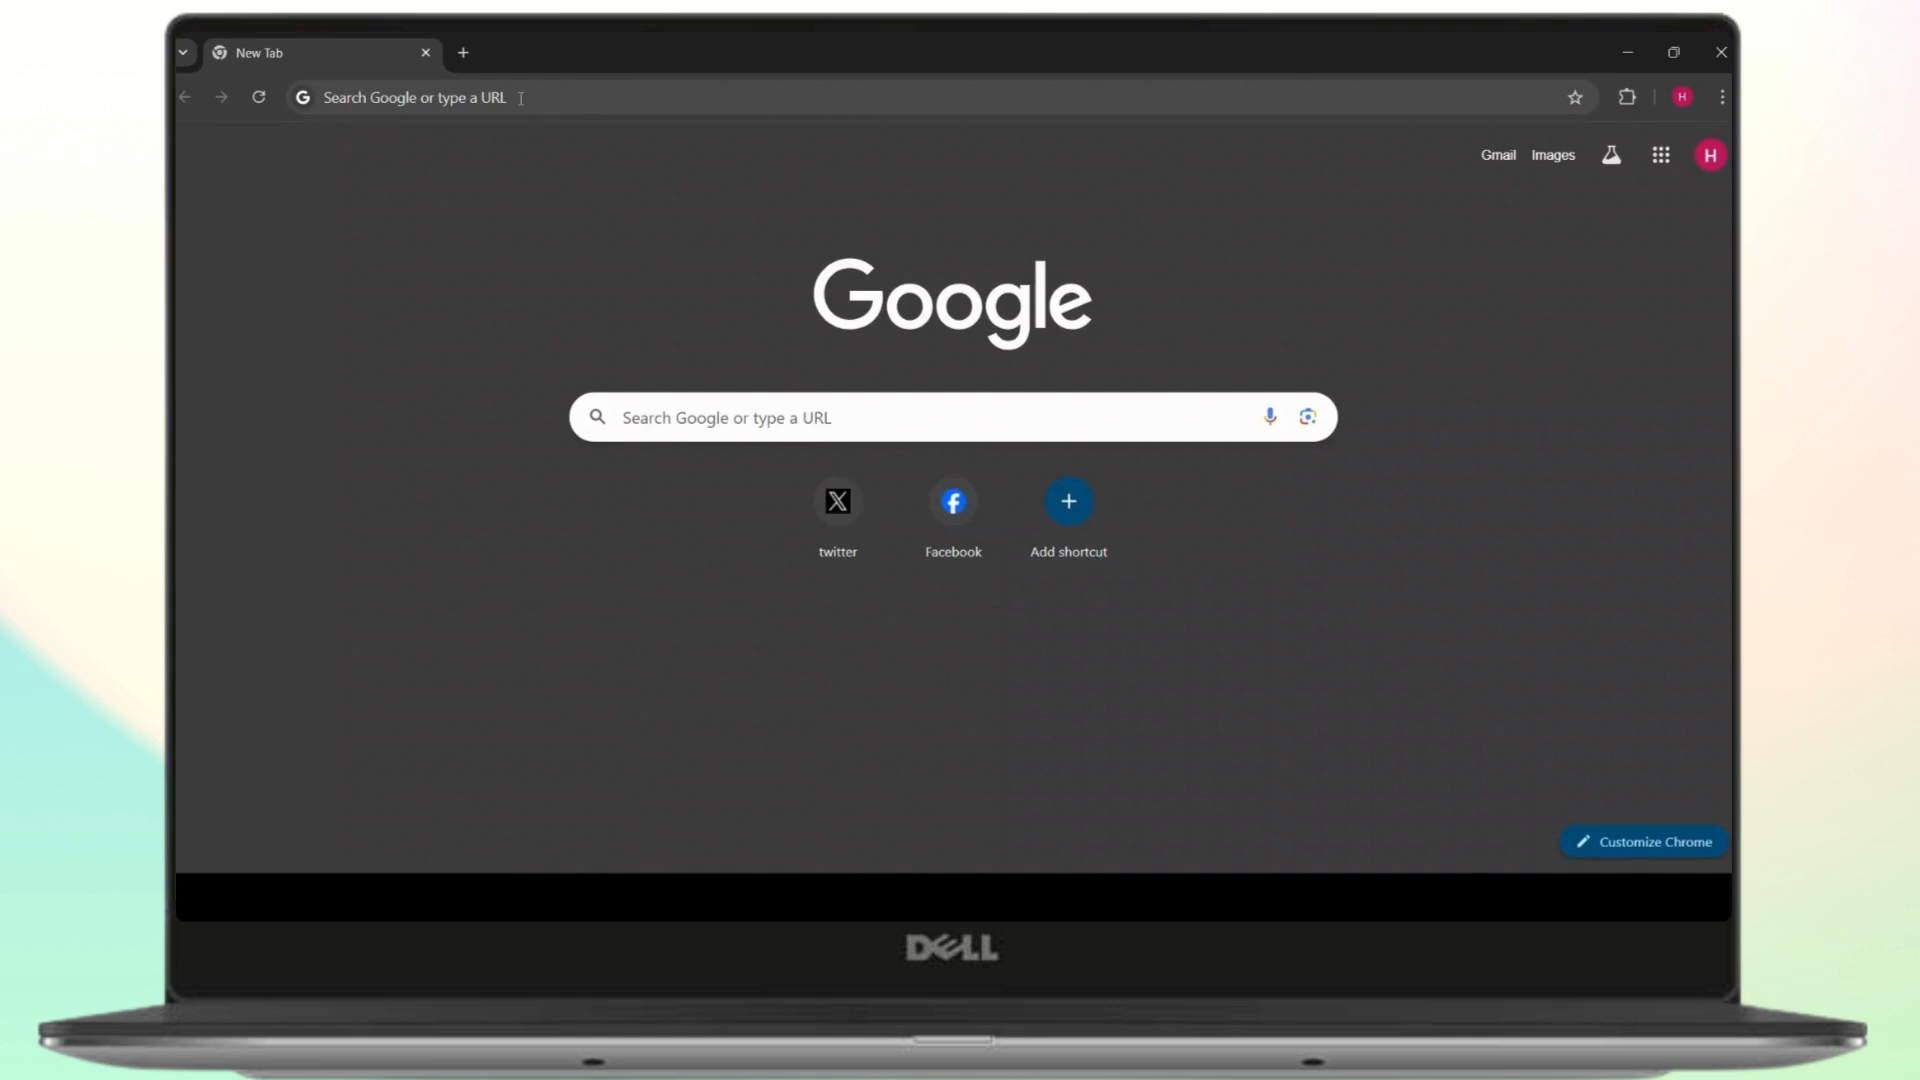 New Tab
Search Google or type a URL
H
Gmail Images
H
Google
Search Google or type a URL
twitter Facebook Add shortcut
Customize Chrome
DELL